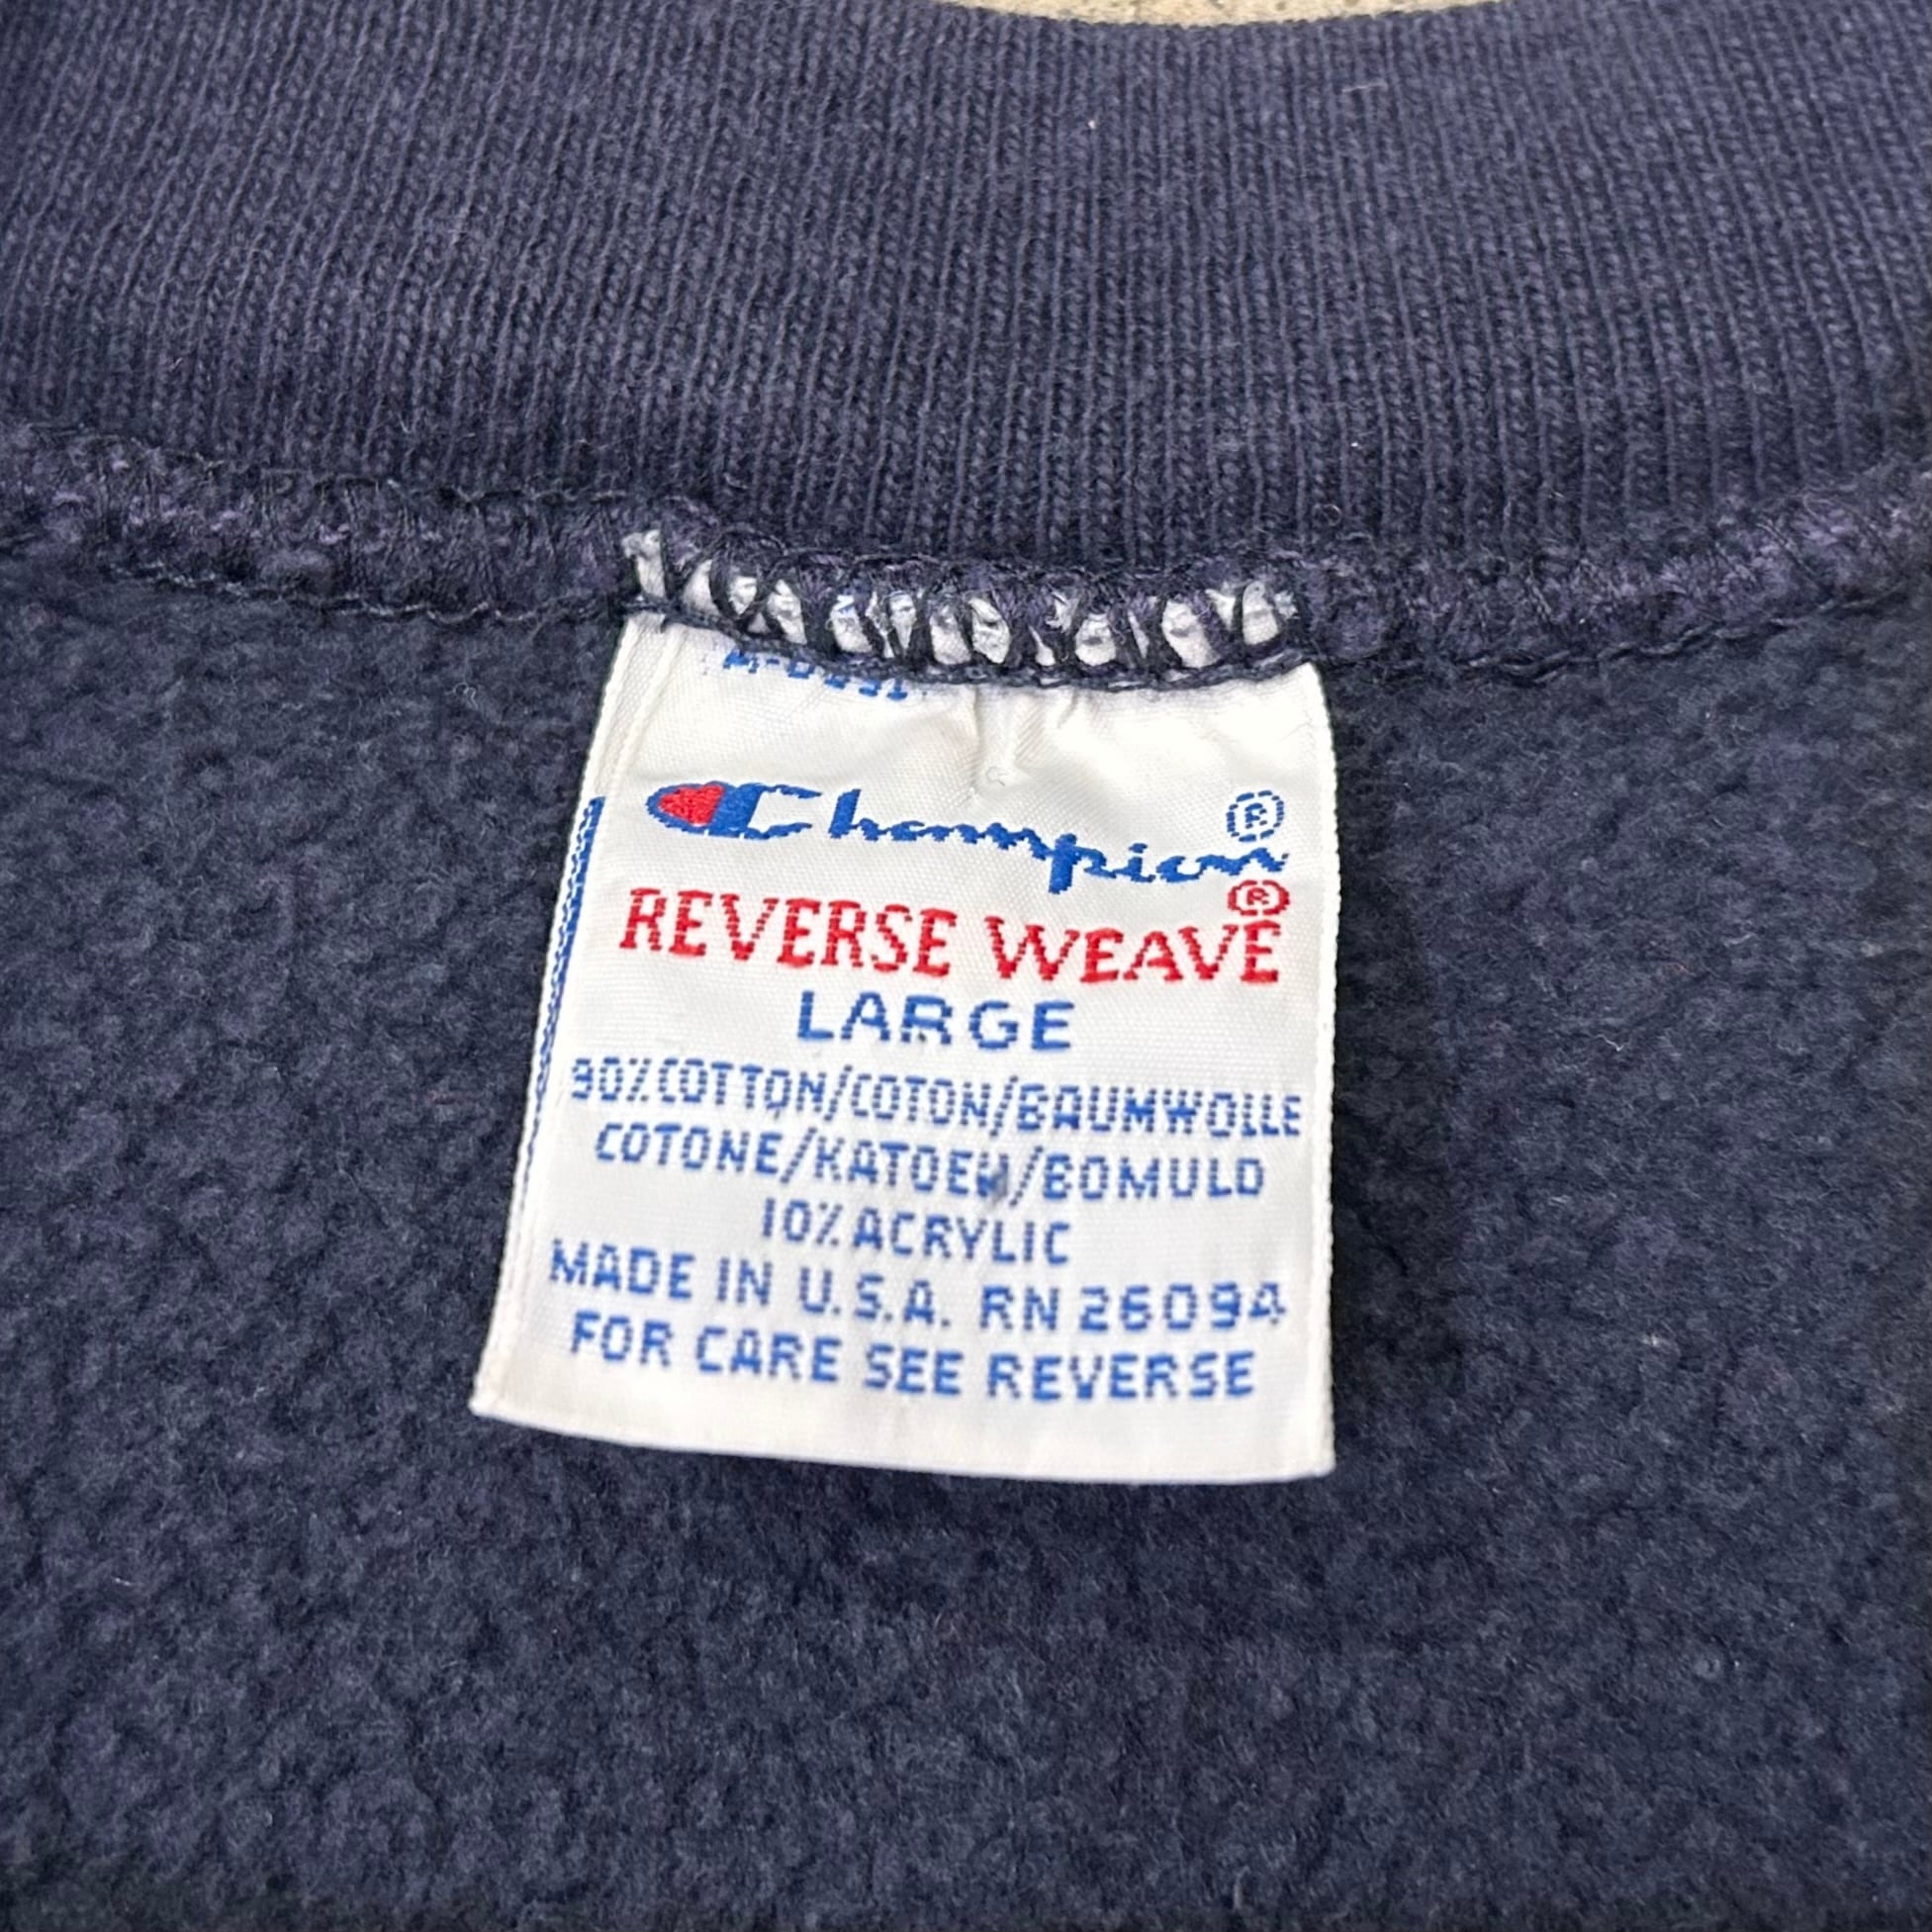 Champion®
REVERSE WEAVE®
LARGE
90% COTTON/COTON/BAUMWOLLE
COTONE/KATOEN/BOMULD
10% ACRYLIC
MADE IN U.S.A. RN 26094
FOR CARE SEE REVERSE